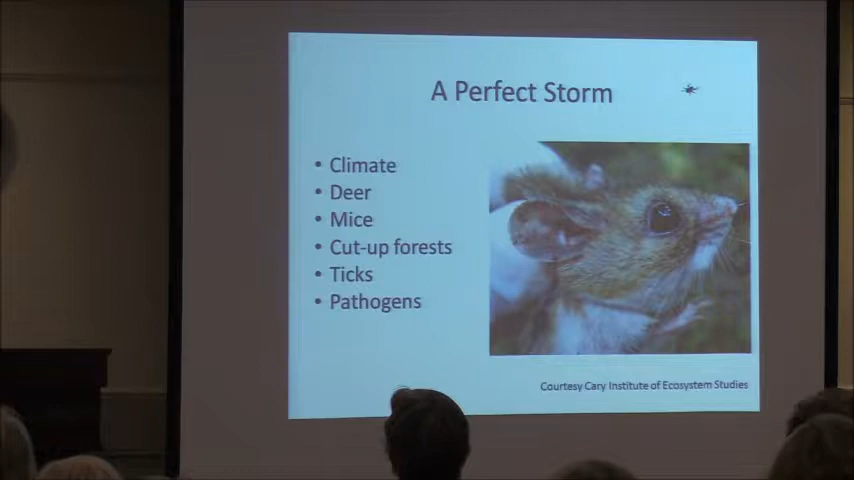 A Perfect Storm
• Climate
• Deer
• Mice
• Cut-up forests
• Ticks
• Pathogens
Courtesy Cary Institute of Ecosystem Studies